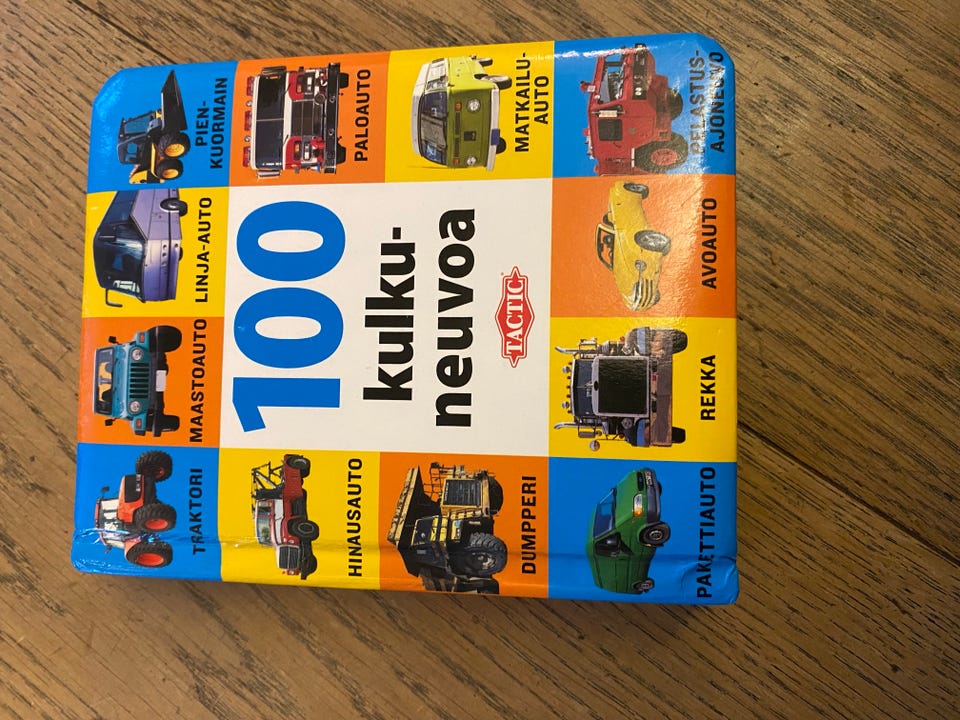 TRAKTORI
MAASTOAUTO
LINJA-AUTO
PIEN-
KUORMAIN
HINAUSAUTO
100
kulku-
neuvoa
TACTIC
PALOAUTO
DUMPPERI
MATKAILU-
AUTO
PAKETTIAUTO
REKKA
AVOAUTO
PELASTUS-
AJONEUVO